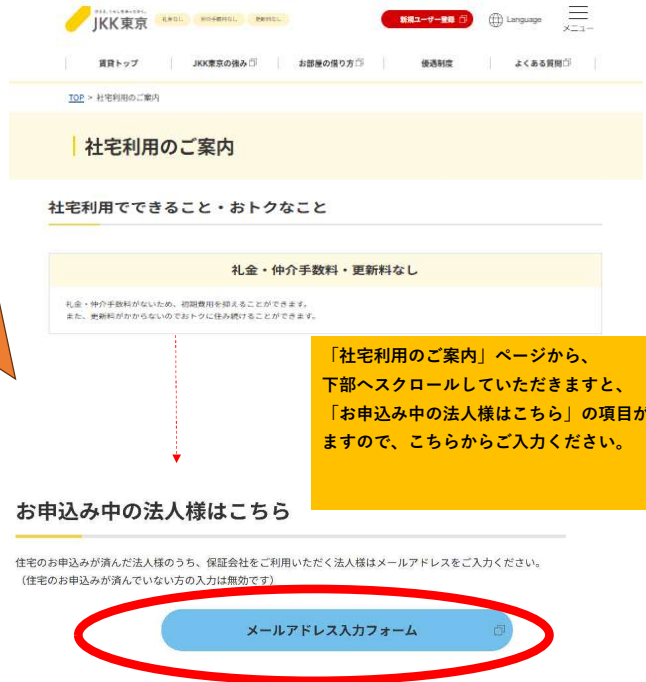 JKK東京
礼金なし 仲介手数料なし 更新料なし
新規ユーザー登録
Language
メニュー
賃貸トップ
JKK東京の強み
お部屋の借り方
優遇制度
よくある質問
TOP > 社宅利用のご案内
社宅利用のご案内
社宅利用でできること・おトクなこと
礼金・仲介手数料・更新料なし
礼金・仲介手数料がないため、初期費用を抑えることができます。
また、更新料がかからないのでおトクに住み続けることができます。
「社宅利用のご案内」ページから、
下部へスクロールしていただきますと、
「お申込み中の法人様はこちら」の項目が
ますので、こちらからご入力ください。
お申込み中の法人様はこちら
住宅のお申込みが済んだ法人様のうち、保証会社をご利用いただく法人様はメールアドレスをご入力ください。
（住宅のお申込みが済んでいない方の入力は無効です）
メールアドレス入力フォーム